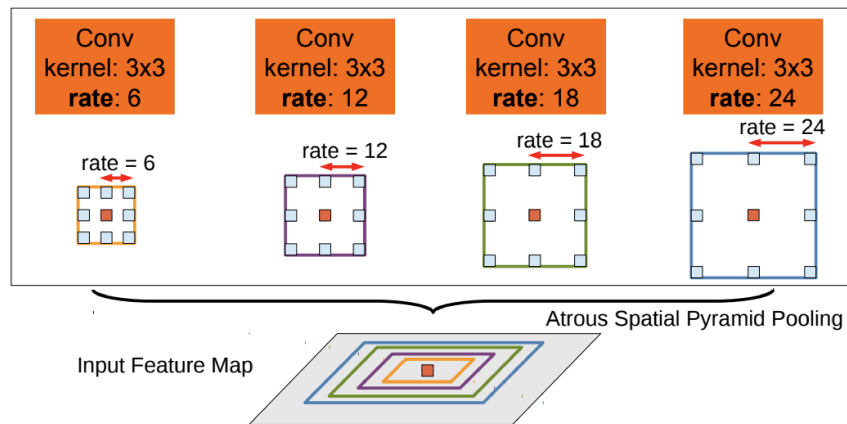 Conv
kernel: 3x3
rate: 6
Conv
kernel: 3x3
rate: 12
Conv
kernel: 3x3
rate: 18
Conv
kernel: 3x3
rate: 24
rate = 6
rate = 12
rate = 18
rate = 24
Atrous Spatial Pyramid Pooling
Input Feature Map